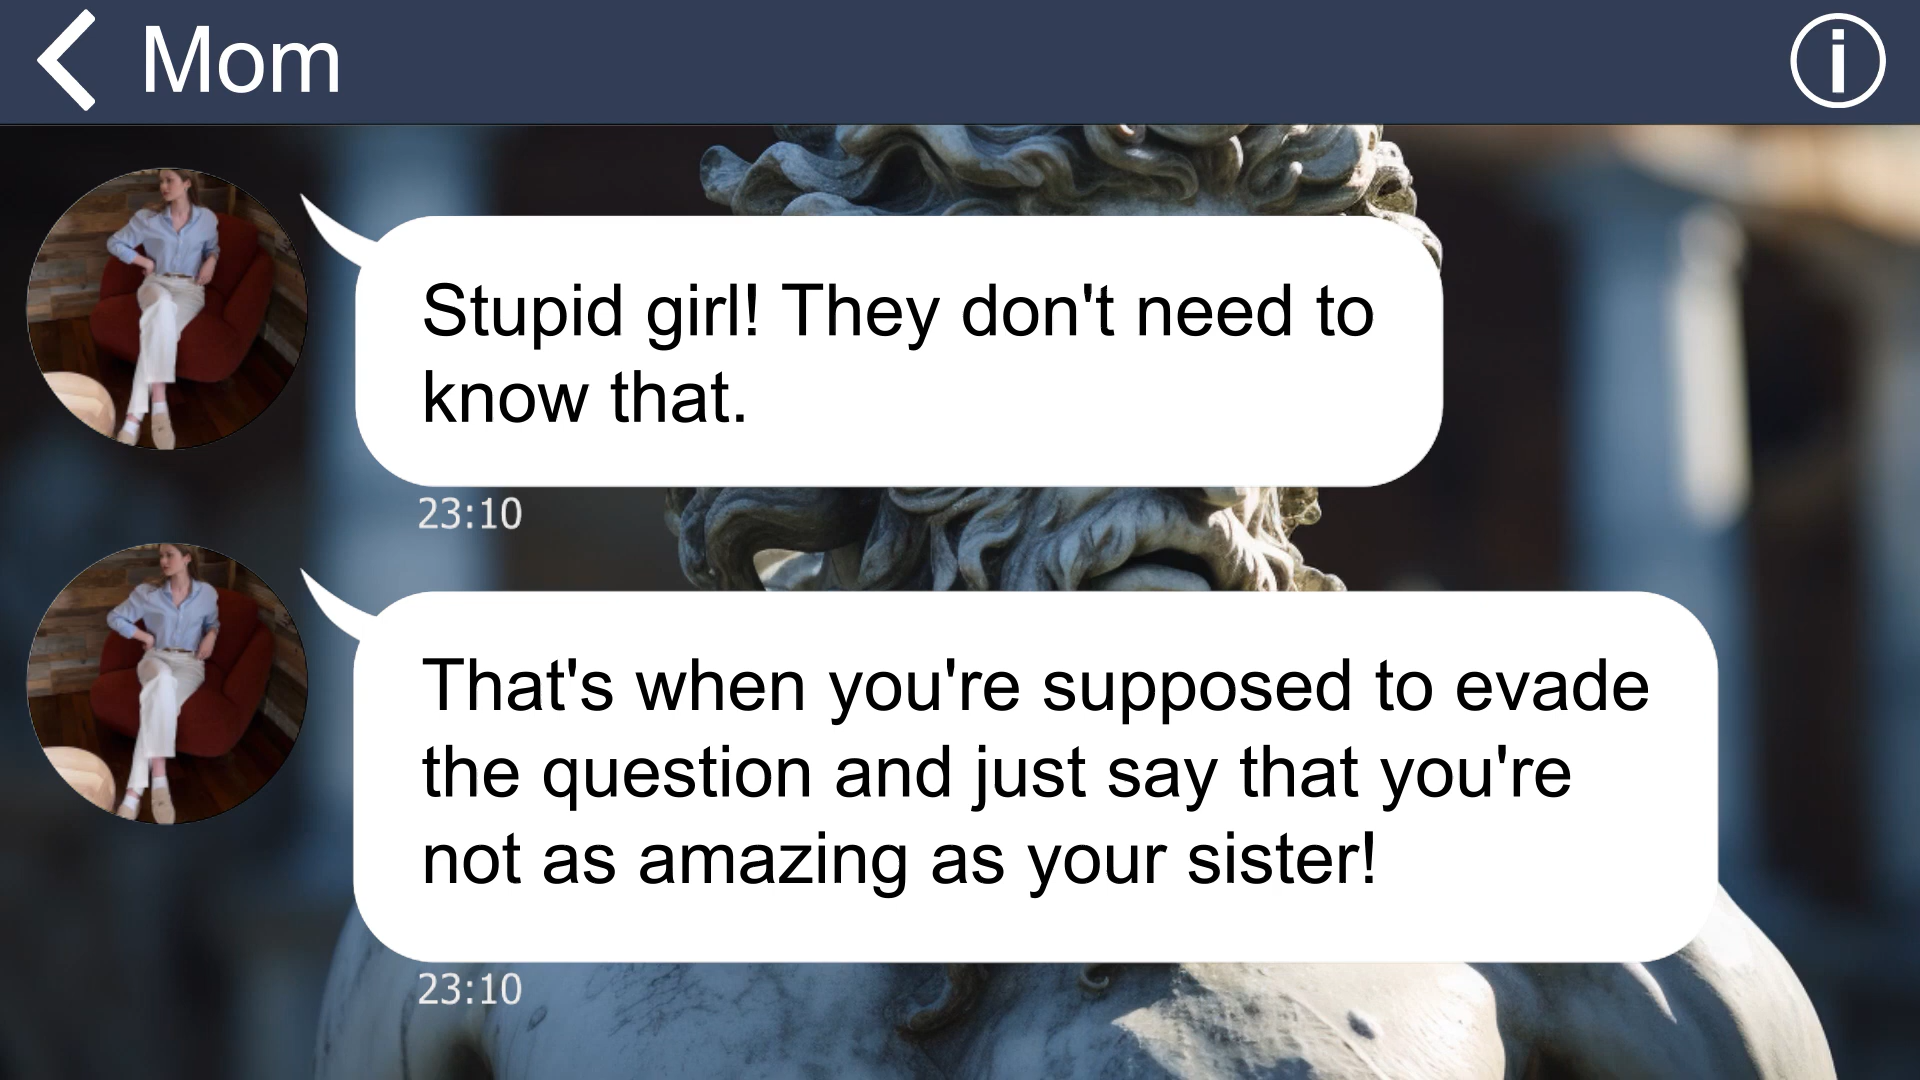 Mom
Stupid girl! They don't need to
know that.
23:10
That's when you're supposed to evade
the question and just say that you're
not as amazing as your sister!
23:10